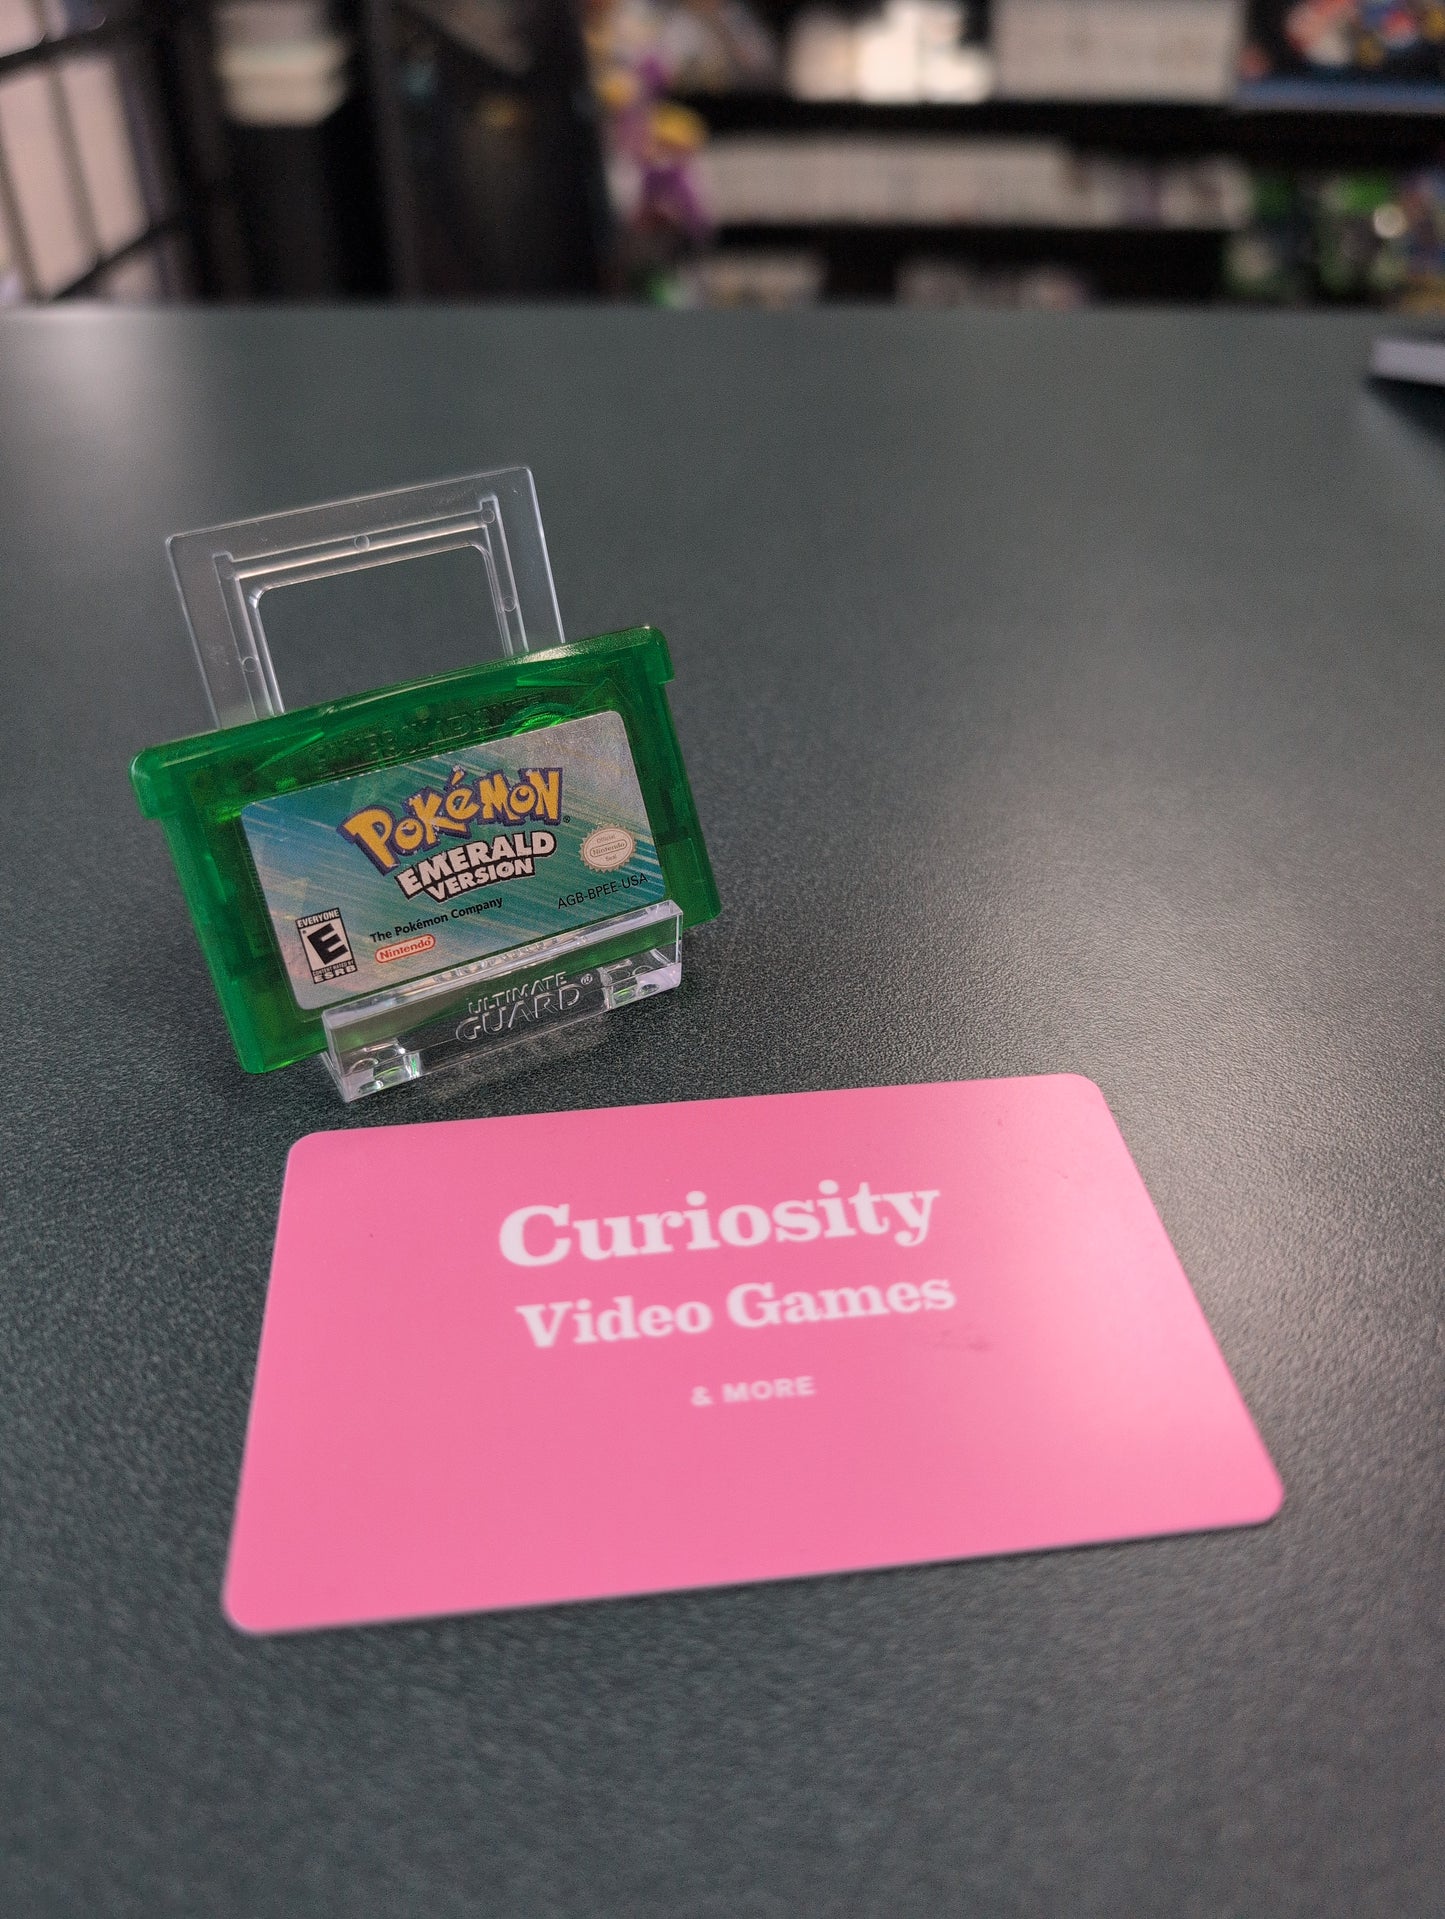 POKéMON
EMERALD
VERSION
Official
Nintendo
Seal
AGB-BPEE-USA
The Pokémon Company
Nintendo
EVERYONE
E
ESRB
ULTIMATE
GUARD®
Curiosity
Video Games
& MORE